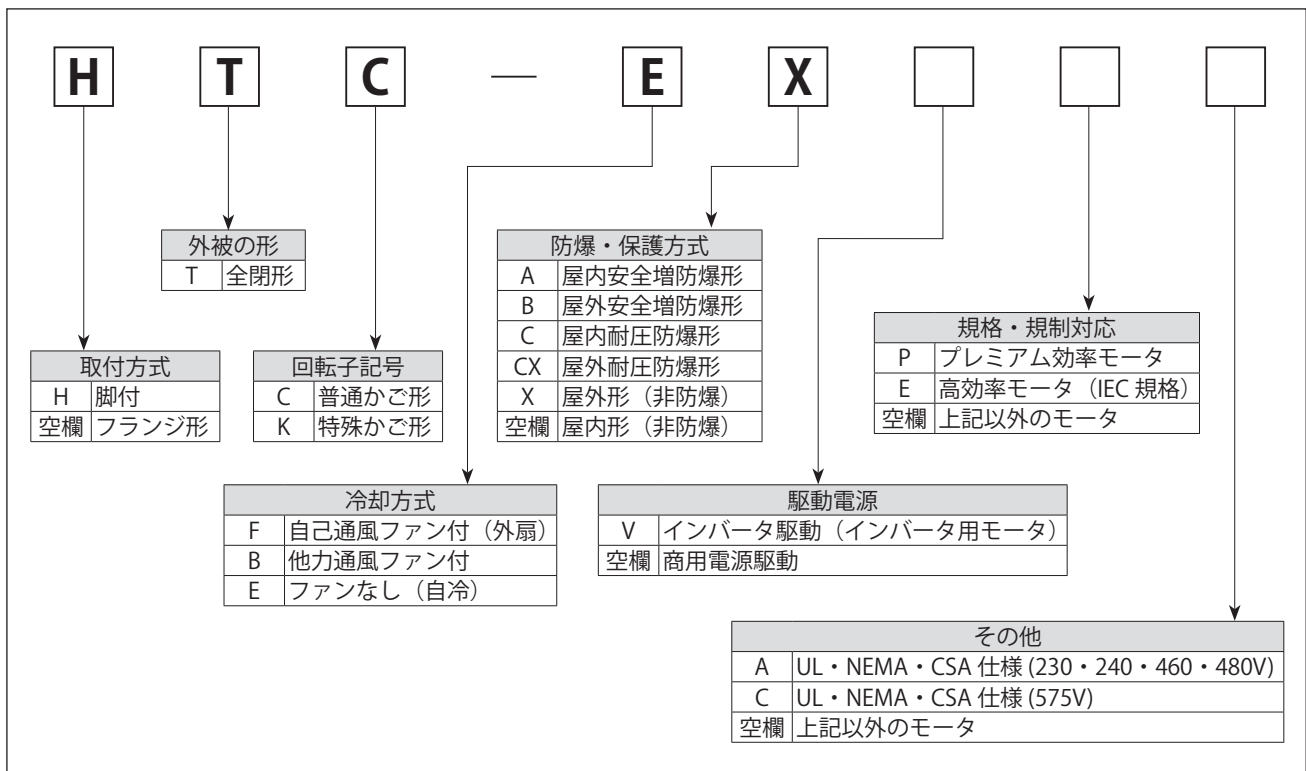 H T C — E X
外被の形
T 全閉形
防爆・保護方式
A 屋内安全増防爆形
B 屋外安全増防爆形
C 屋内耐圧防爆形
CX 屋外耐圧防爆形
X 屋外形（非防爆）
空欄 屋内形（非防爆）
規格・規制対応
P プレミアム効率モータ
E 高効率モータ（IEC 規格）
空欄 上記以外のモータ
取付方式
H 脚付
空欄 フランジ形
回転子記号
C 普通かご形
K 特殊かご形
冷却方式
F 自己通風ファン付（外扇）
B 他力通風ファン付
E ファンなし（自冷）
駆動電源
V インバータ駆動（インバータ用モータ）
空欄 商用電源駆動
その他
A UL・NEMA・CSA 仕様 (230・240・460・480V)
C UL・NEMA・CSA 仕様 (575V)
空欄 上記以外のモータ